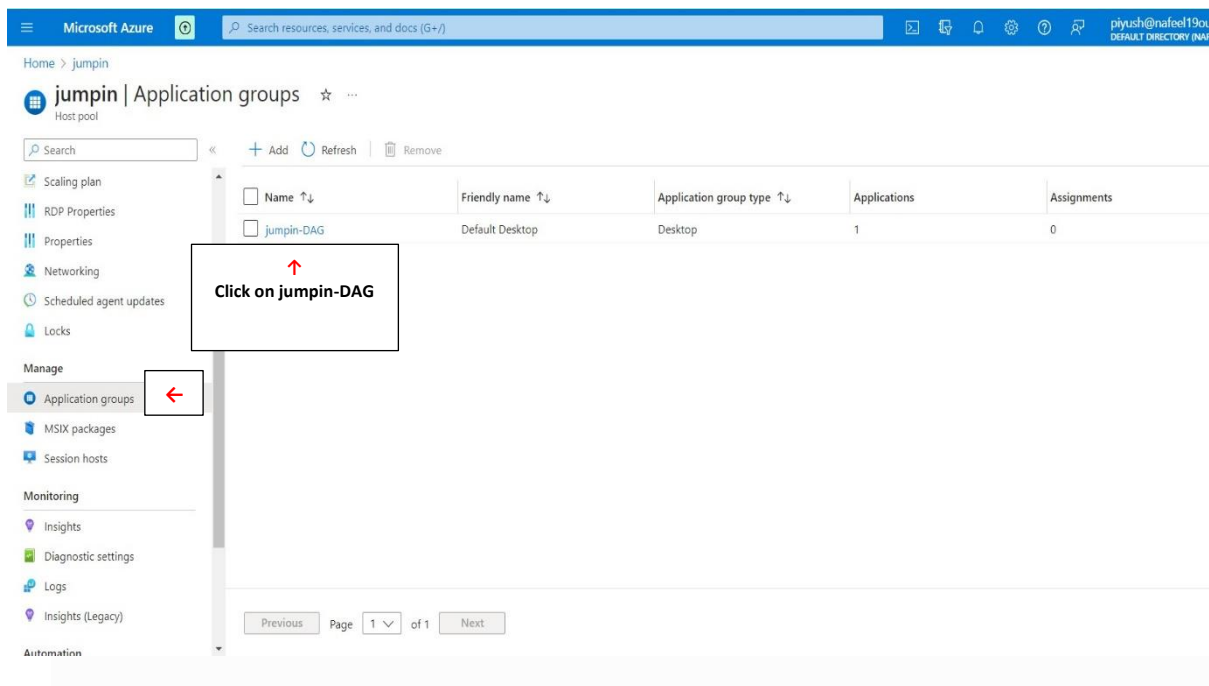 Microsoft Azure
Search resources, services, and docs (G+/)
piyush@nafeel19ou
DEFAULT DIRECTORY (NAF
Home > jumpin
jumpin | Application groups
Host pool
Search
Add Refresh Remove
Scaling plan
RDP Properties
Properties
Networking
Scheduled agent updates
Locks
Manage
Application groups
MSIX packages
Session hosts
Monitoring
Insights
Diagnostic settings
Logs
Insights (Legacy)
Automation
Name ↑↓ Friendly name ↑↓ Application group type ↑↓ Applications Assignments
jumpin-DAG Default Desktop Desktop 1 0
↑
Click on jumpin-DAG
←
Previous Page 1 of 1 Next